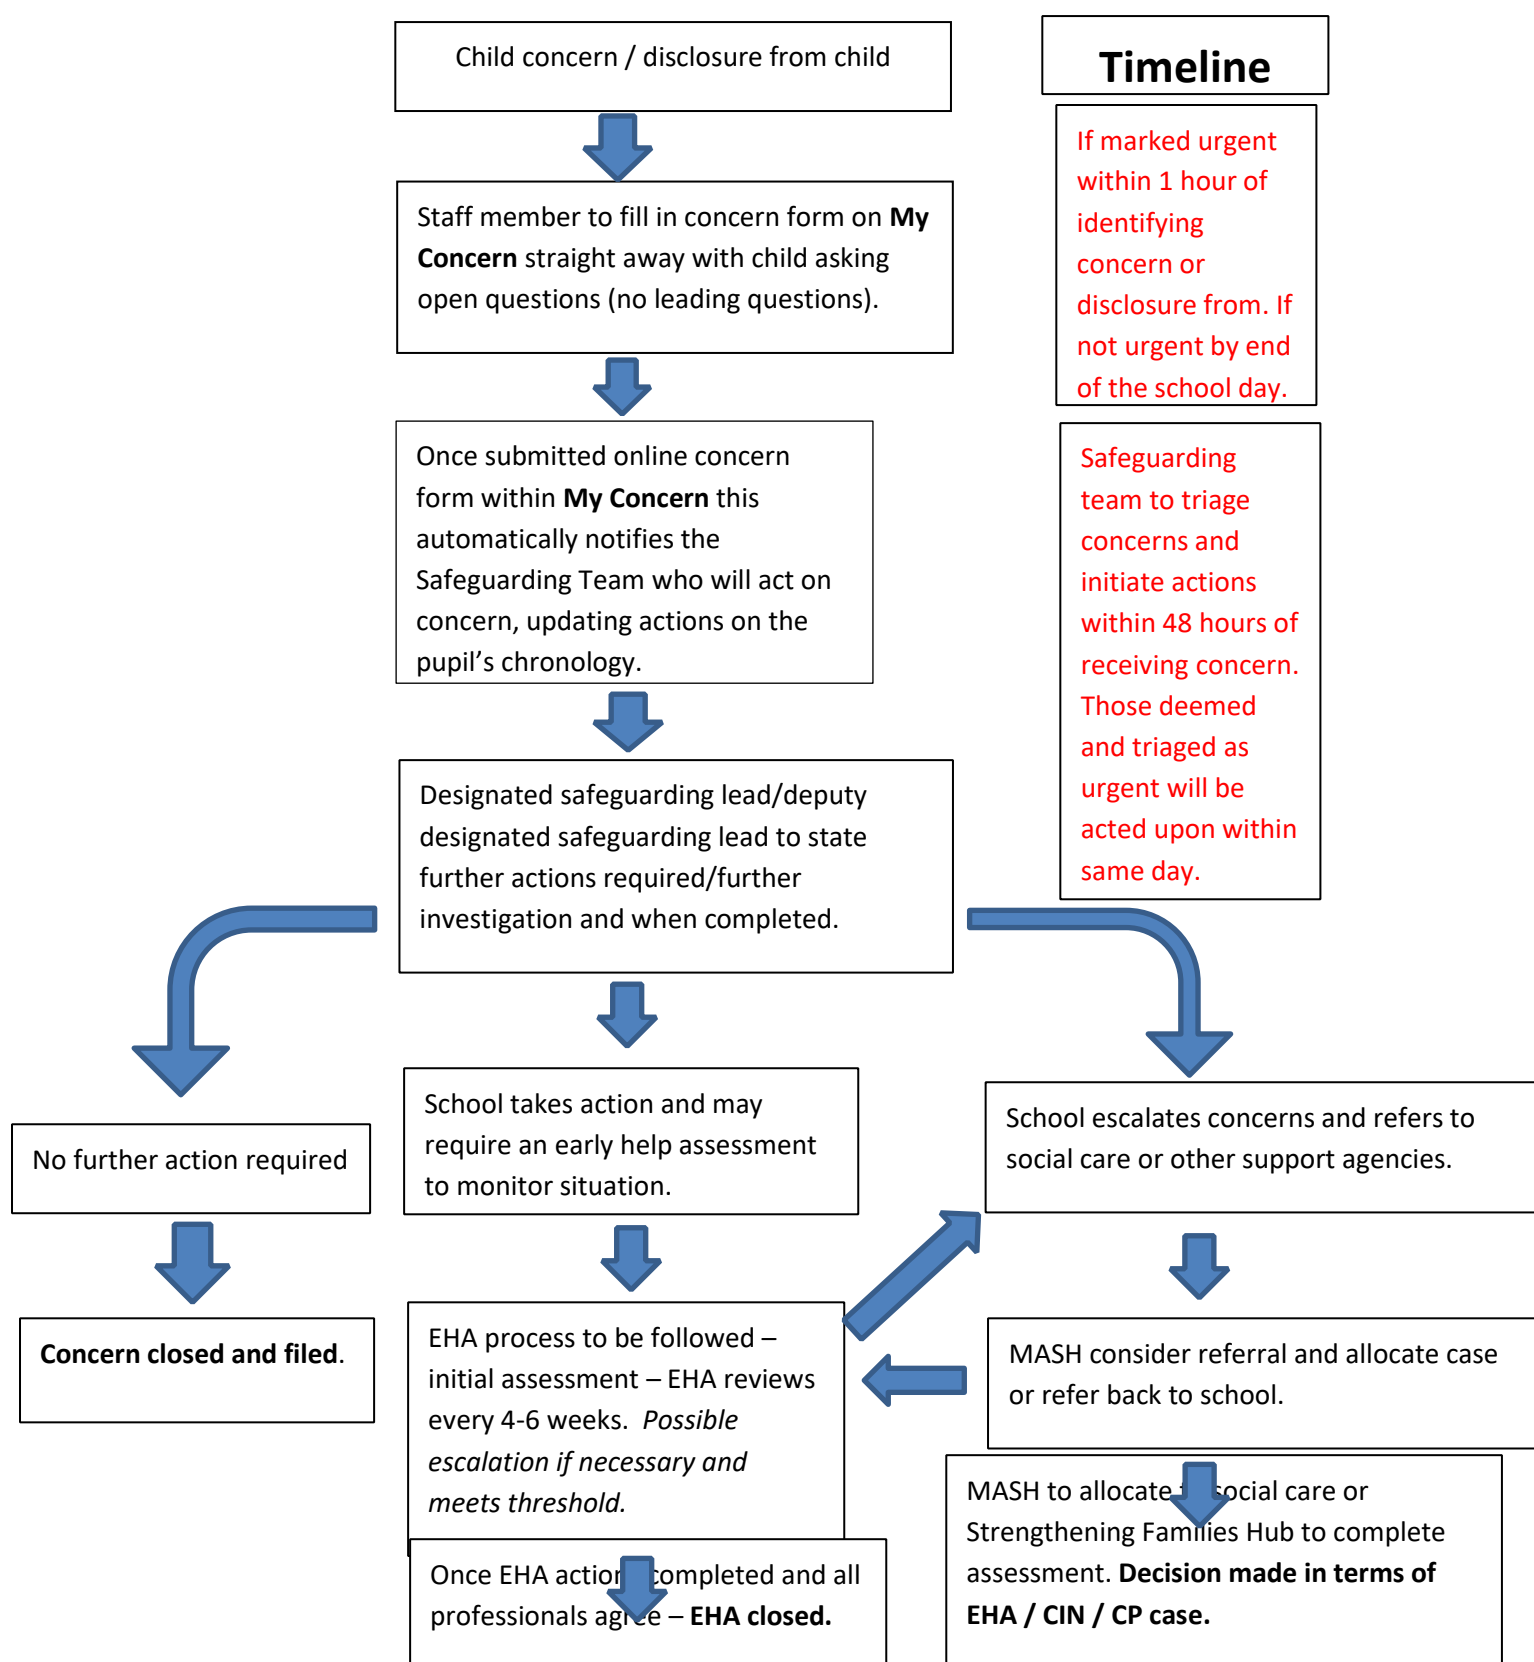 Child concern / disclosure from child
Timeline
If marked urgent
within 1 hour of
identifying
concern or
disclosure from. If
not urgent by end
of the school day.
Staff member to fill in concern form on My
Concern straight away with child asking
open questions (no leading questions).
Once submitted online concern
form within My Concern this
automatically notifies the
Safeguarding Team who will act on
concern, updating actions on the
pupil’s chronology.
Safeguarding
team to triage
concerns and
initiate actions
within 48 hours of
receiving concern.
Those deemed
and triaged as
urgent will be
acted upon within
same day.
Designated safeguarding lead/deputy
designated safeguarding lead to state
further actions required/further
investigation and when completed.
No further action required
School takes action and may
require an early help assessment
to monitor situation.
School escalates concerns and refers to
social care or other support agencies.
Concern closed and filed.
EHA process to be followed –
initial assessment – EHA reviews
every 4-6 weeks. Possible
escalation if necessary and
meets threshold.
MASH consider referral and allocate case
or refer back to school.
Once EHA action completed and all
professionals agree – EHA closed.
MASH to allocate social care or
Strengthening Families Hub to complete
assessment. Decision made in terms of
EHA / CIN / CP case.